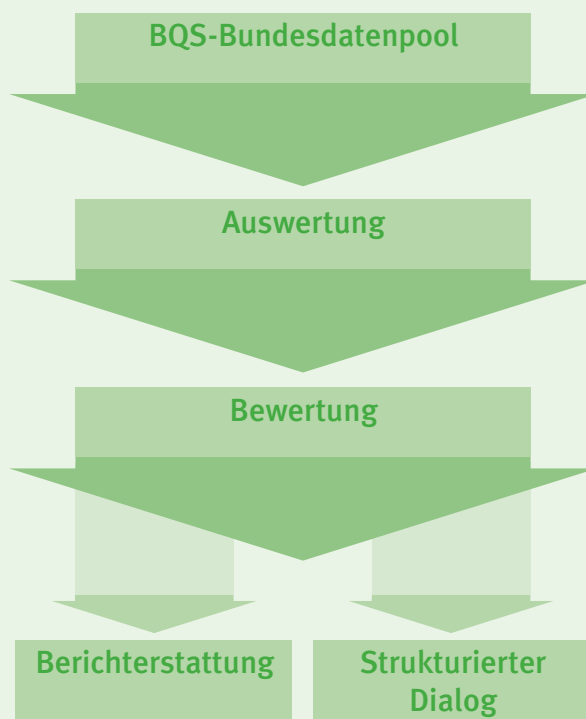 BQS-Bundesdatenpool
Auswertung
Bewertung
Berichterstattung
Strukturierter
Dialog